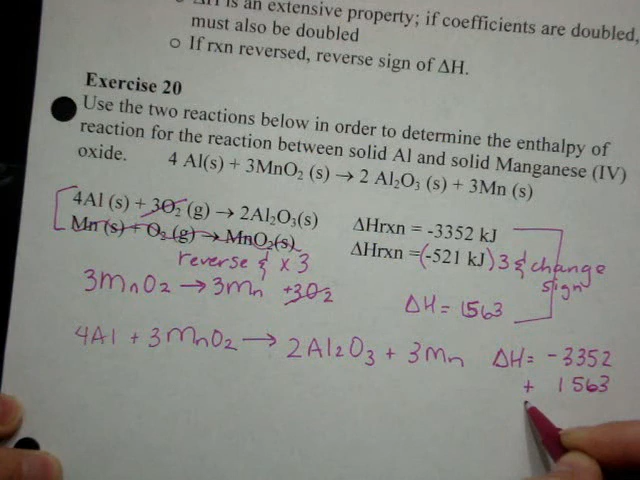 ΔH is an extensive property; if coefficients are doubled,
must also be doubled
o If rxn reversed, reverse sign of ΔH.
Exercise 20
Use the two reactions below in order to determine the enthalpy of
reaction for the reaction between solid Al and solid Manganese (IV)
oxide. 4 Al(s) + 3MnO₂ (s) → 2 Al₂O₃ (s) + 3Mn (s)
4Al (s) + 3O₂ (g) → 2Al₂O₃(s) ΔHrxn = -3352 kJ
Mn (s) + O₂ (g) → MnO₂(s) ΔHrxn =(-521 kJ)3 & change
sign
reverse & x 3
3MnO₂ → 3Mn +3O₂ ΔH = 1563
4Al + 3MnO₂ → 2Al₂O₃ + 3Mn ΔH = -3352
+ 1563